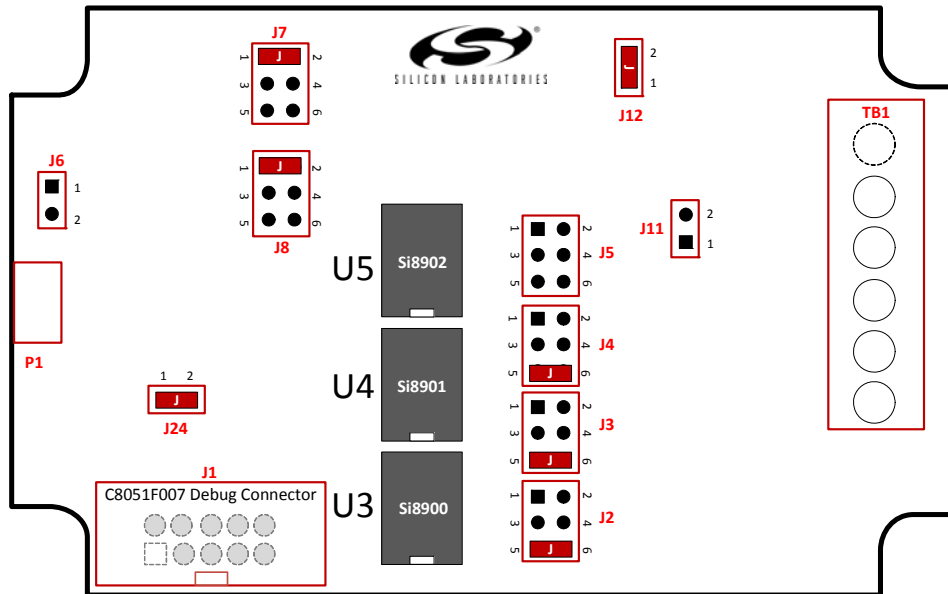 J7
1 J 2
3 4
5 6
SILICON LABORATORIES
2
J
1
J12
TB1
J6
1
2
1 J 2
3 4
5 6
J8
U5
Si8902
1 2
3 4
5 6
J5
J11
2
1
P1
U4
Si8901
1 2
3 4
5 J 6
J4
1 2
J
J24
1 2
3 4
5 J 6
J3
J1
C8051F007 Debug Connector
U3
Si8900
1 2
3 4
5 J 6
J2